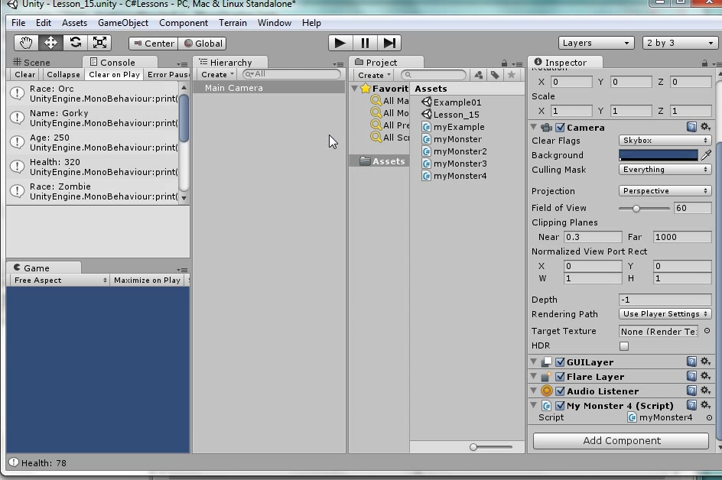 Unity - Lesson_15.unity - C#Lessons - PC, Mac & Linux Standalone*
File Edit Assets GameObject Component Terrain Window Help
Center Global Layers 2 by 3
Scene Console
Clear Collapse Clear on Play Error Paus
Race: Orc
UnityEngine.MonoBehaviour:print(
Name: Gorky
UnityEngine.MonoBehaviour:print(
Age: 250
UnityEngine.MonoBehaviour:print(
Health: 320
UnityEngine.MonoBehaviour:print(
Race: Zombie
UnityEngine.MonoBehaviour:print(
Game
Free Aspect Maximize on Play
Hierarchy
Create All
Main Camera
Project
Create
Favorit
All Ma
All Mo
All Pre
All Scr
Assets
Assets
Example01
Lesson_15
myExample
myMonster
myMonster2
myMonster3
myMonster4
Inspector
Rotation
X 0 Y 0 Z 0
Scale
X 1 Y 1 Z 1
Camera
Clear Flags Skybox
Background
Culling Mask Everything
Projection Perspective
Field of View 60
Clipping Planes
Near 0.3 Far 1000
Normalized View Port Rect
X 0 Y 0
W 1 H 1
Depth -1
Rendering Path Use Player Settings
Target Texture None (Render Te:
HDR
GUILayer
Flare Layer
Audio Listener
My Monster 4 (Script)
Script myMonster4
Add Component
Health: 78